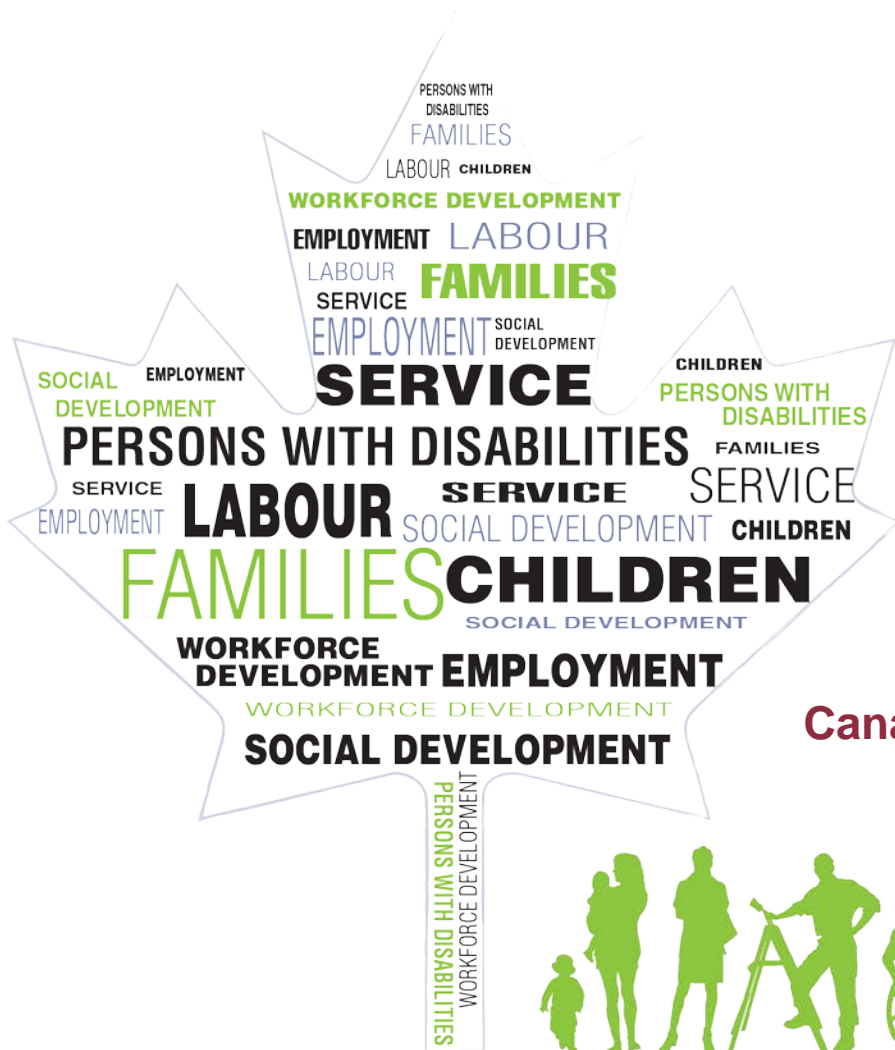 PERSONS WITH
DISABILITIES
FAMILIES
LABOUR CHILDREN
WORKFORCE DEVELOPMENT
EMPLOYMENT LABOUR
LABOUR FAMILIES
SERVICE
EMPLOYMENT SOCIAL
DEVELOPMENT
SERVICE
SOCIAL EMPLOYMENT
DEVELOPMENT
CHILDREN
PERSONS WITH
DISABILITIES
PERSONS WITH DISABILITIES FAMILIES
SERVICE LABOUR SERVICE SERVICE
EMPLOYMENT SOCIAL DEVELOPMENT CHILDREN
FAMILIES CHILDREN
SOCIAL DEVELOPMENT
WORKFORCE
DEVELOPMENT EMPLOYMENT
WORKFORCE DEVELOPMENT
Cana
SOCIAL DEVELOPMENT
PERSONS WITH DISABILITIES
WORKFORCE DEVELOPMENT